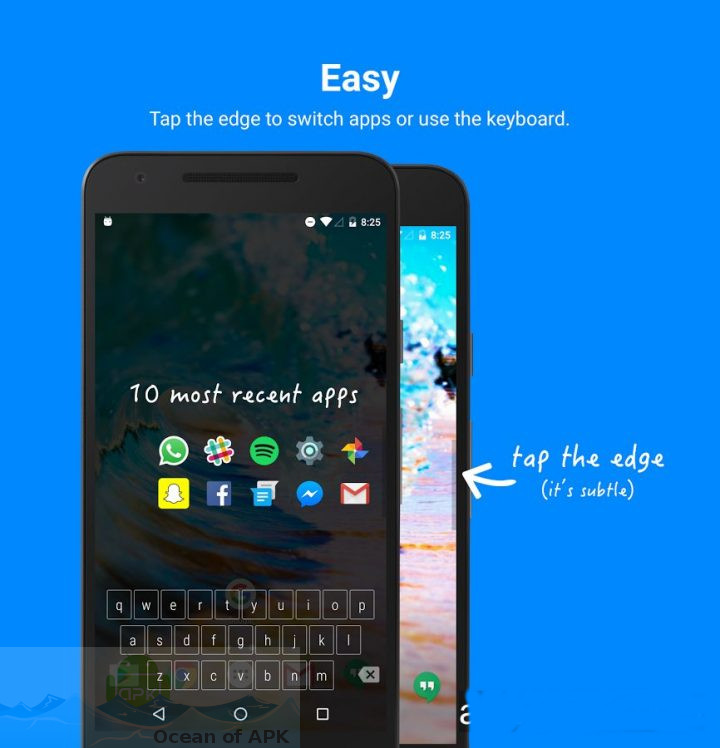 Easy
Tap the edge to switch apps or use the keyboard.
8:25
8:25
10 most recent apps
tap the edge
(it's subtle)
q w e r t y u i o p
a s d f g h j k l
z x c v b n m
apk
Ocean of APK